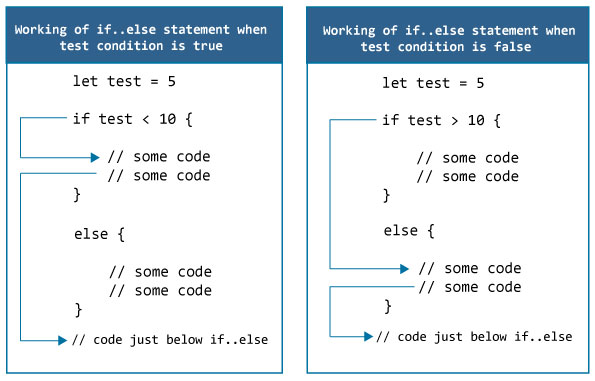 Working of if..else statement when
test condition is true
let test = 5
if test < 10 {
// some code
// some code
}
else {
// some code
// some code
}
// code just below if..else
Working of if..else statement when
test condition is false
let test = 5
if test > 10 {
// some code
// some code
}
else {
// some code
// some code
}
// code just below if..else